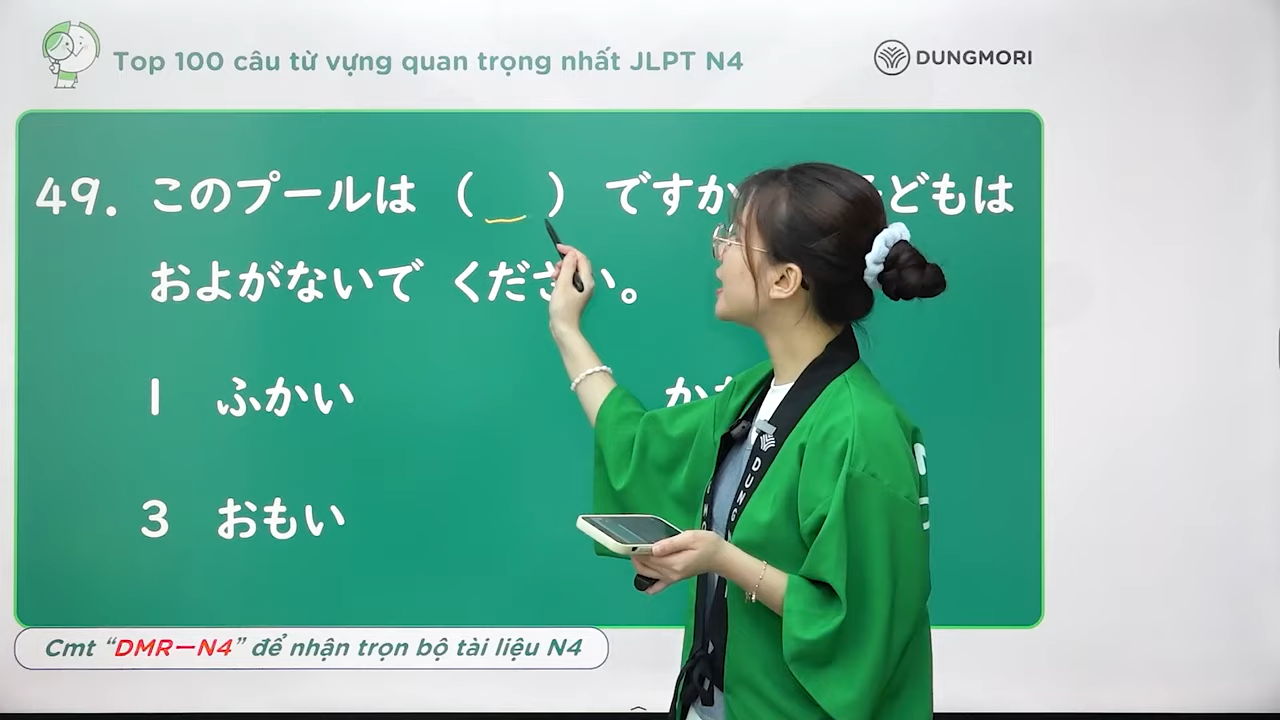 Top 100 câu từ vựng quan trọng nhất JLPT N4
DUNGMORI
49. このプールは ( ) ですか どもは
およがないで ください。
1 ふかい
3 おもい
DUNG
Cmt “DMR–N4” để nhận trọn bộ tài liệu N4